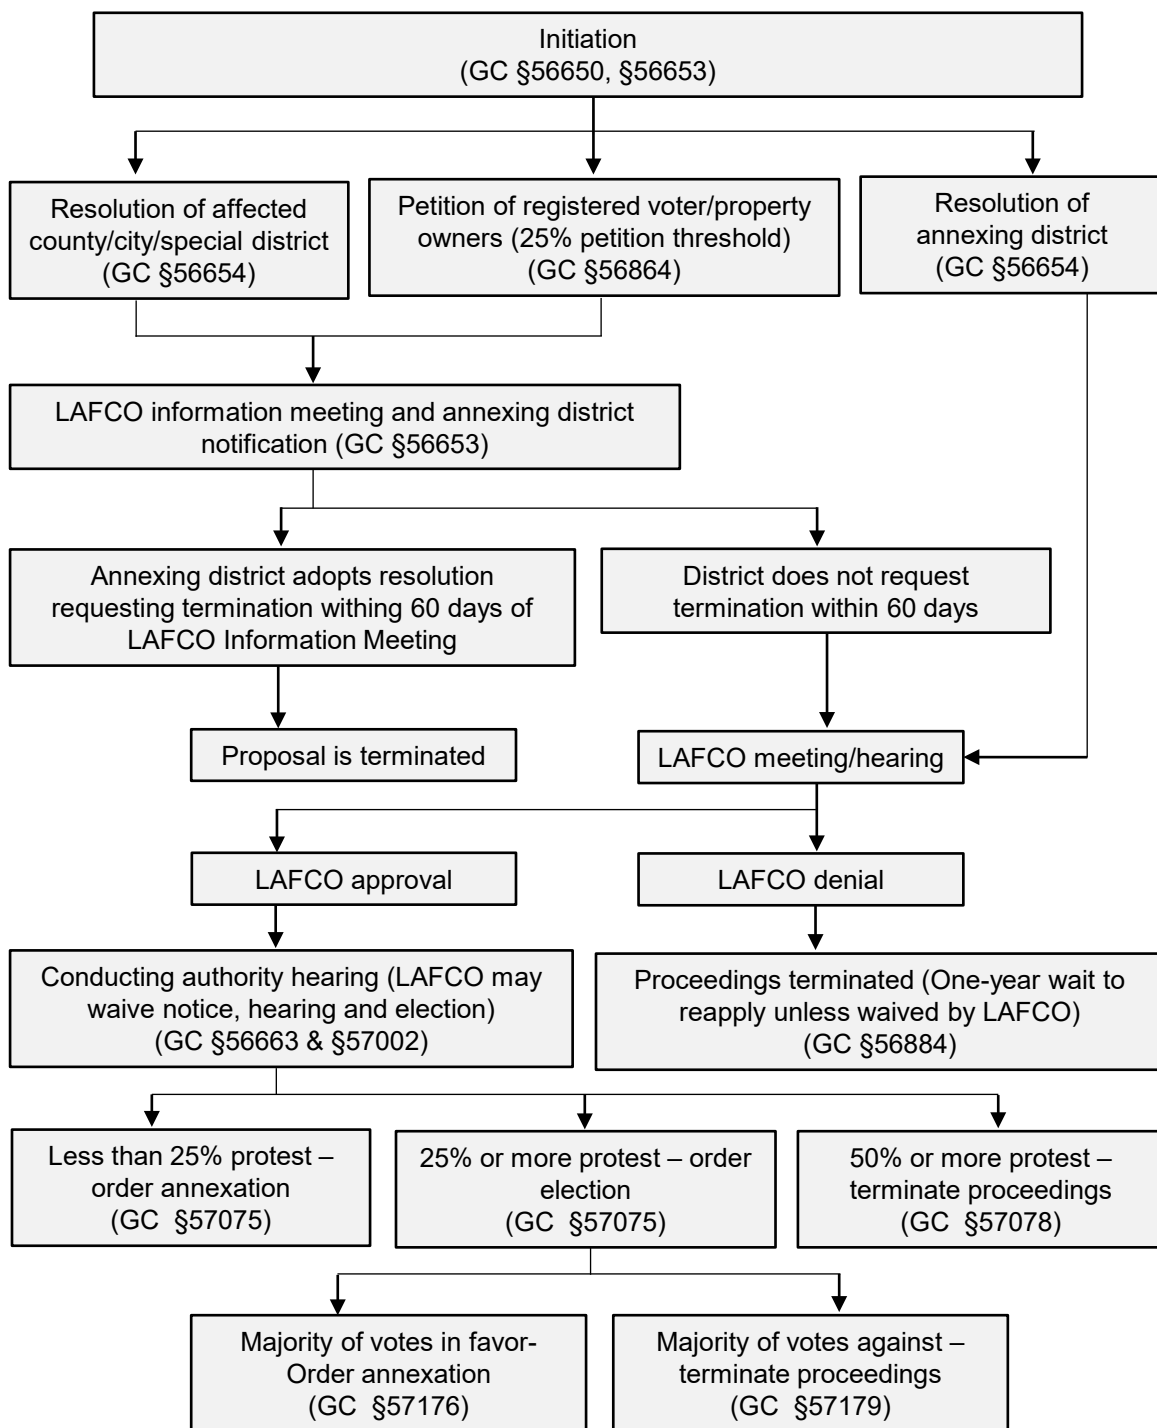 Initiation
(GC §56650, §56653)
Resolution of affected
county/city/special district
(GC §56654)
Petition of registered voter/property
owners (25% petition threshold)
(GC §56864)
Resolution of
annexing district
(GC §56654)
LAFCO information meeting and annexing district
notification (GC §56653)
Annexing district adopts resolution
requesting termination withing 60 days of
LAFCO Information Meeting
District does not request
termination within 60 days
Proposal is terminated
LAFCO meeting/hearing
LAFCO approval
LAFCO denial
Conducting authority hearing (LAFCO may
waive notice, hearing and election)
(GC §56663 & §57002)
Proceedings terminated (One-year wait to
reapply unless waived by LAFCO)
(GC §56884)
Less than 25% protest –
order annexation
(GC  §57075)
25% or more protest – order
election
(GC  §57075)
50% or more protest –
terminate proceedings
(GC  §57078)
Majority of votes in favor-
Order annexation
(GC  §57176)
Majority of votes against –
terminate proceedings
(GC  §57179)